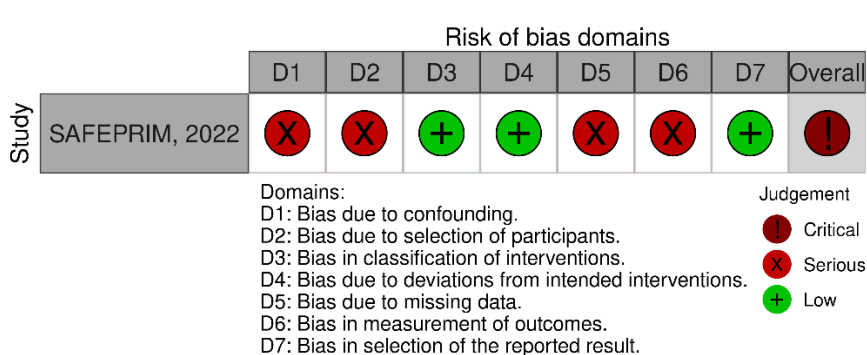 Risk of bias domains
D1 D2 D3 D4 D5 D6 D7 Overall
Study
SAFEPRIM, 2022 X X + + X X + !
Domains:
D1: Bias due to confounding.
D2: Bias due to selection of participants.
D3: Bias in classification of interventions.
D4: Bias due to deviations from intended interventions.
D5: Bias due to missing data.
D6: Bias in measurement of outcomes.
D7: Bias in selection of the reported result.
Judgement
! Critical
X Serious
+ Low